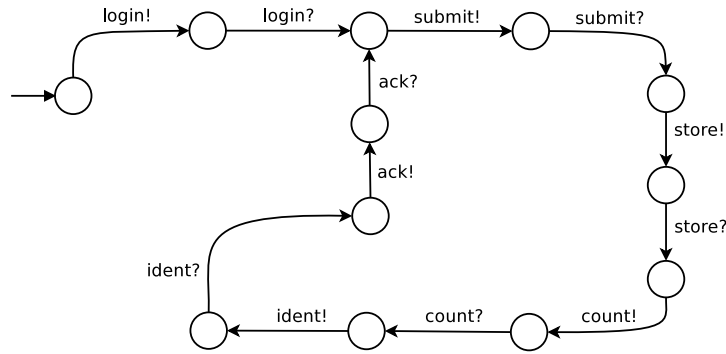 login!
login?
submit!
submit?
ack?
store!
ack!
store?
ident?
ident!
count?
count!